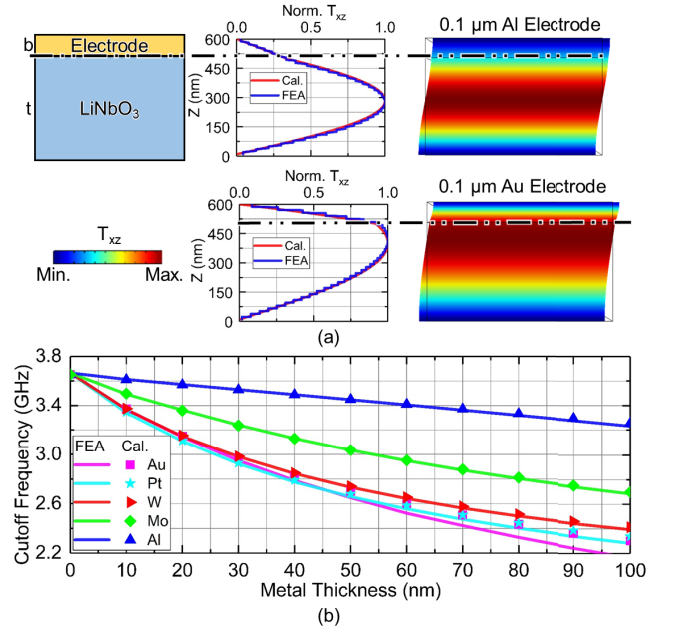 b
Electrode
t
LiNbO3
Norm. Txz
0.0 0.5 1.0
600
450
300
150
0
Z (nm)
Cal.
FEA
0.1 µm Al Electrode
Norm. Txz
0.0 0.5 1.0
600
450
300
150
0
Z (nm)
Cal.
FEA
0.1 µm Au Electrode
Txz
Min. Max.
(a)
Cutoff Frequency (GHz)
3.8
3.4
3.0
2.6
2.2
FEA Cal.
Au
Pt
W
Mo
Al
0 10 20 30 40 50 60 70 80 90 100
Metal Thickness (nm)
(b)